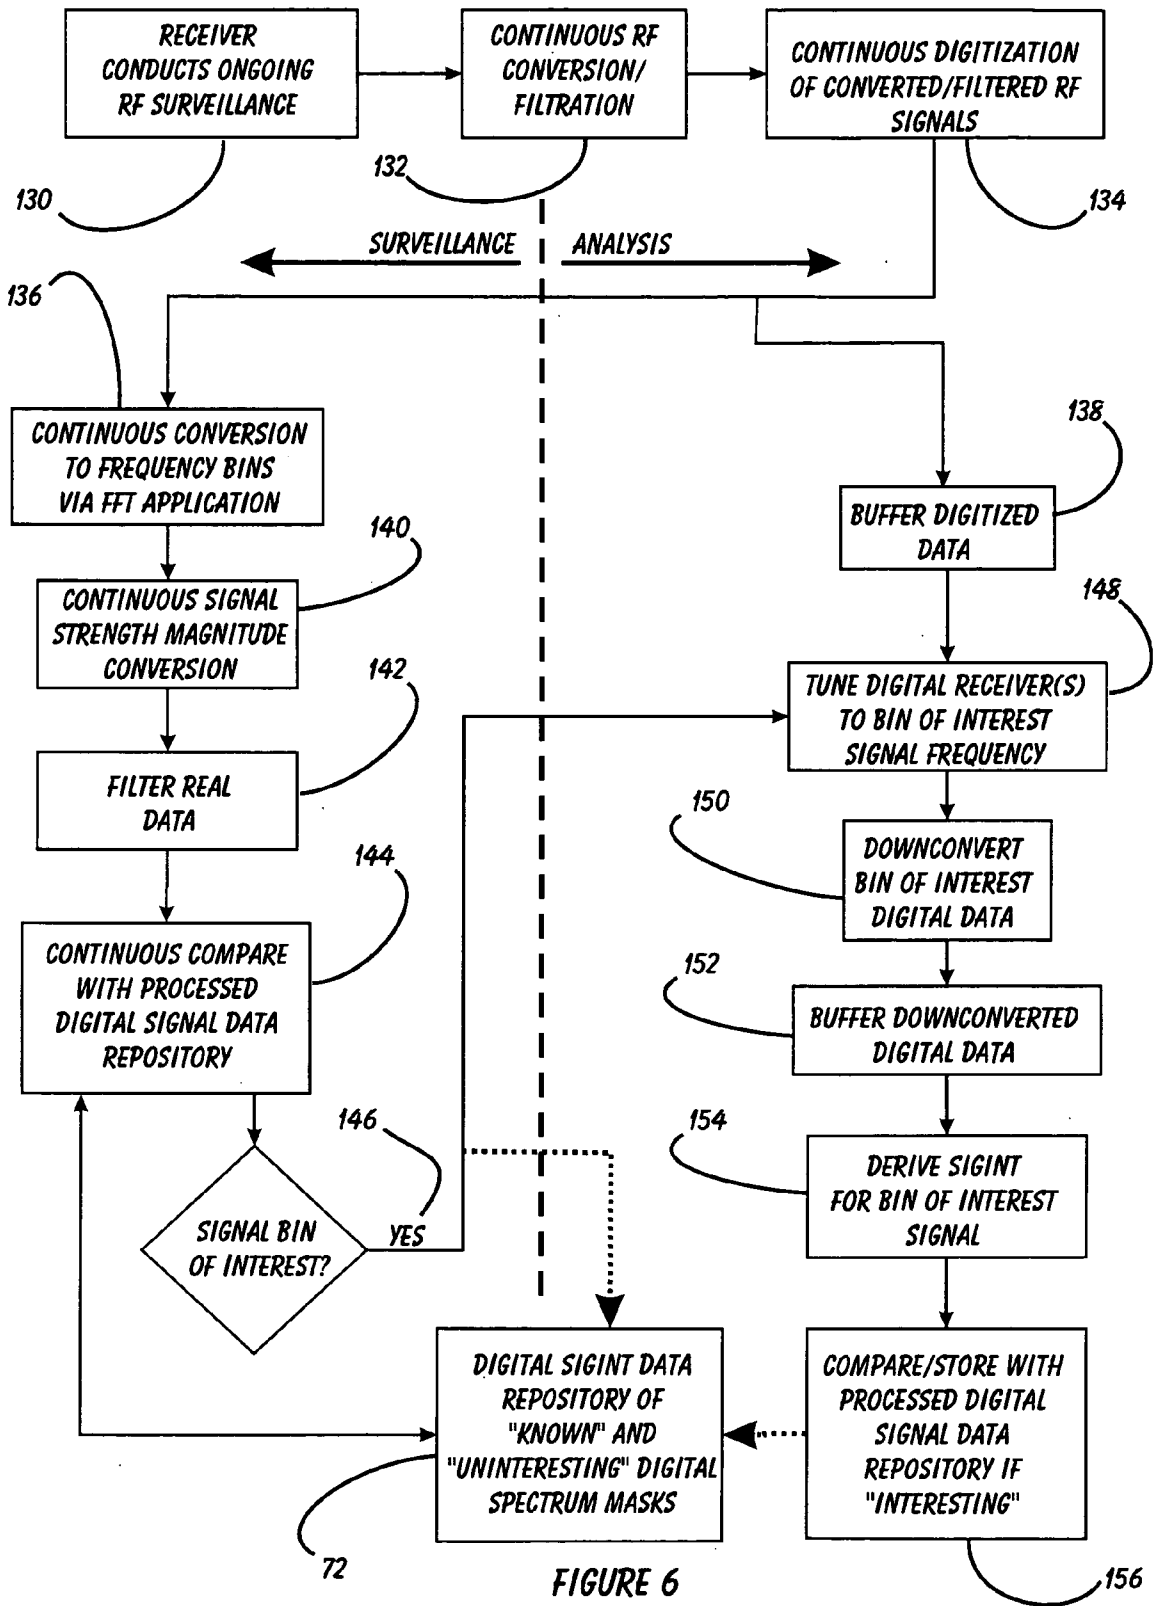 RECEIVER
CONDUCTS ONGOING
RF SURVEILLANCE
CONTINUOUS RF
CONVERSION/
FILTRATION
CONTINUOUS DIGITIZATION
OF CONVERTED/FILTERED RF
SIGNALS
130
132
134
SURVEILLANCE
ANALYSIS
136
CONTINUOUS CONVERSION
TO FREQUENCY BINS
VIA FFT APPLICATION
138
BUFFER DIGITIZED
DATA
140
CONTINUOUS SIGNAL
STRENGTH MAGNITUDE
CONVERSION
148
TUNE DIGITAL RECEIVER(S)
TO BIN OF INTEREST
SIGNAL FREQUENCY
142
FILTER REAL
DATA
150
DOWNCONVERT
BIN OF INTEREST
DIGITAL DATA
144
CONTINUOUS COMPARE
WITH PROCESSED
DIGITAL SIGNAL DATA
REPOSITORY
152
BUFFER DOWNCONVERTED
DIGITAL DATA
146
SIGNAL BIN
OF INTEREST?
YES
154
DERIVE SIGINT
FOR BIN OF INTEREST
SIGNAL
DIGITAL SIGINT DATA
REPOSITORY OF
"KNOWN" AND
"UNINTERESTING" DIGITAL
SPECTRUM MASKS
COMPARE/STORE WITH
PROCESSED DIGITAL
SIGNAL DATA
REPOSITORY IF
"INTERESTING"
72
156
FIGURE 6